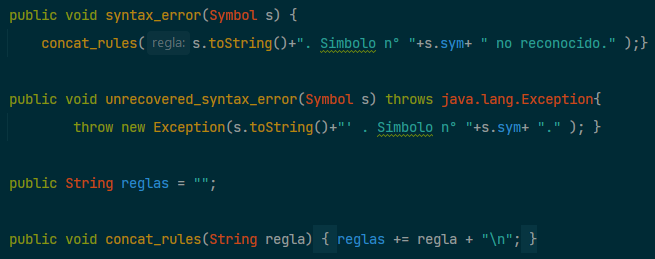 public void syntax_error(Symbol s) {
concat_rules( regla: s.toString()+". Simbolo n° "+s.sym+ " no reconocido." );}
public void unrecovered_syntax_error(Symbol s) throws java.lang.Exception{
throw new Exception(s.toString()+"' . Simbolo n° "+s.sym+ "." ); }
public String reglas = "";
public void concat_rules(String regla) { reglas += regla + "\n"; }